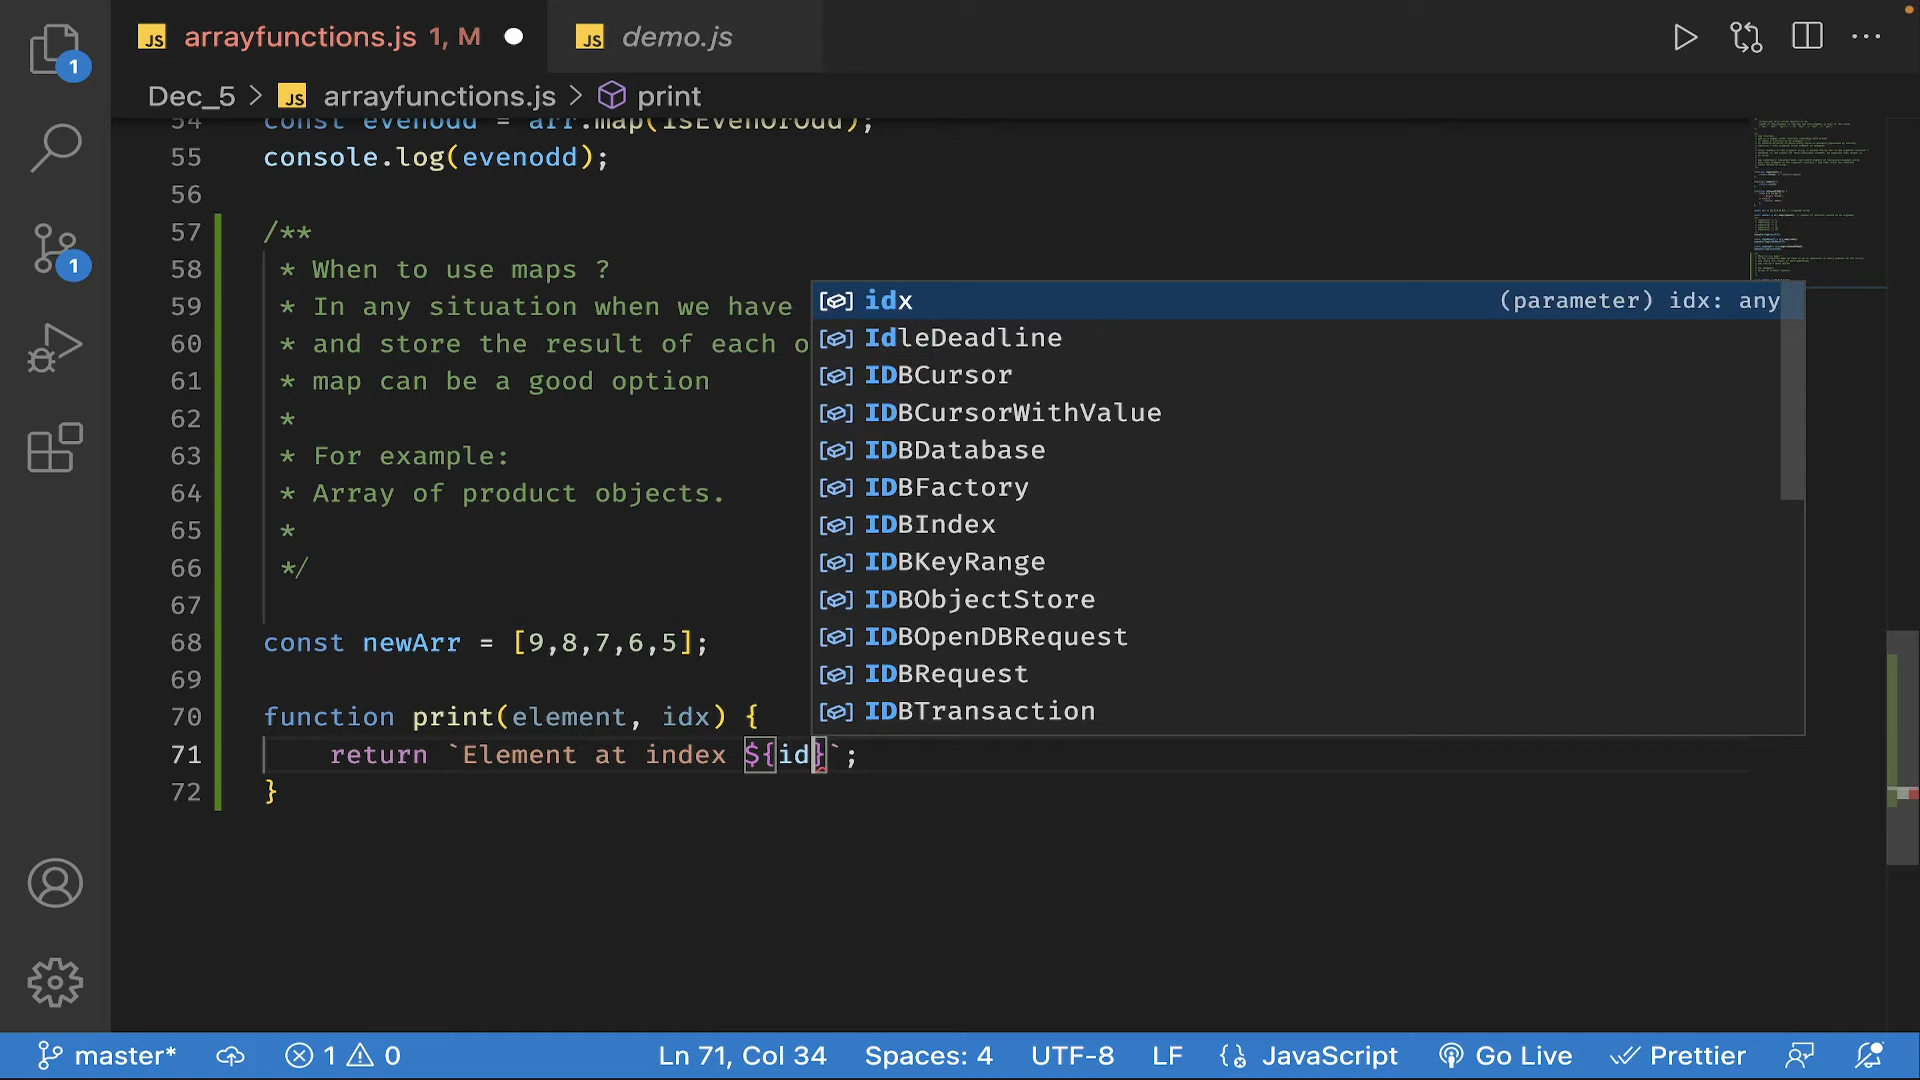 JS arrayfunctions.js 1, M
JS demo.js
Dec_5 > JS arrayfunctions.js > print
54 const evenodd = arr.map(isEvenOrOdd);
55 console.log(evenodd);
56
57 /**
58 * When to use maps ?
59 * In any situation when we have
60 * and store the result of each o
61 * map can be a good option
62 *
63 * For example:
64 * Array of product objects.
65 *
66 */
67
68 const newArr = [9,8,7,6,5];
69
70 function print(element, idx) {
71 return `Element at index ${id}`;
72 }
idx (parameter) idx: any
IdleDeadline
IDBCursor
IDBCursorWithValue
IDBDatabase
IDBFactory
IDBIndex
IDBKeyRange
IDBObjectStore
IDBOpenDBRequest
IDBRequest
IDBTransaction
1
1
master* 1 0 Ln 71, Col 34 Spaces: 4 UTF-8 LF JavaScript Go Live Prettier